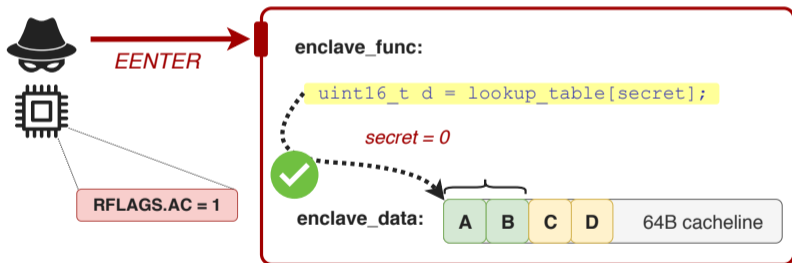 EENTER
enclave_func:
uint16_t d = lookup_table[secret];
secret = 0
RFLAGS.AC = 1
enclave_data:
A B C D 64B cacheline